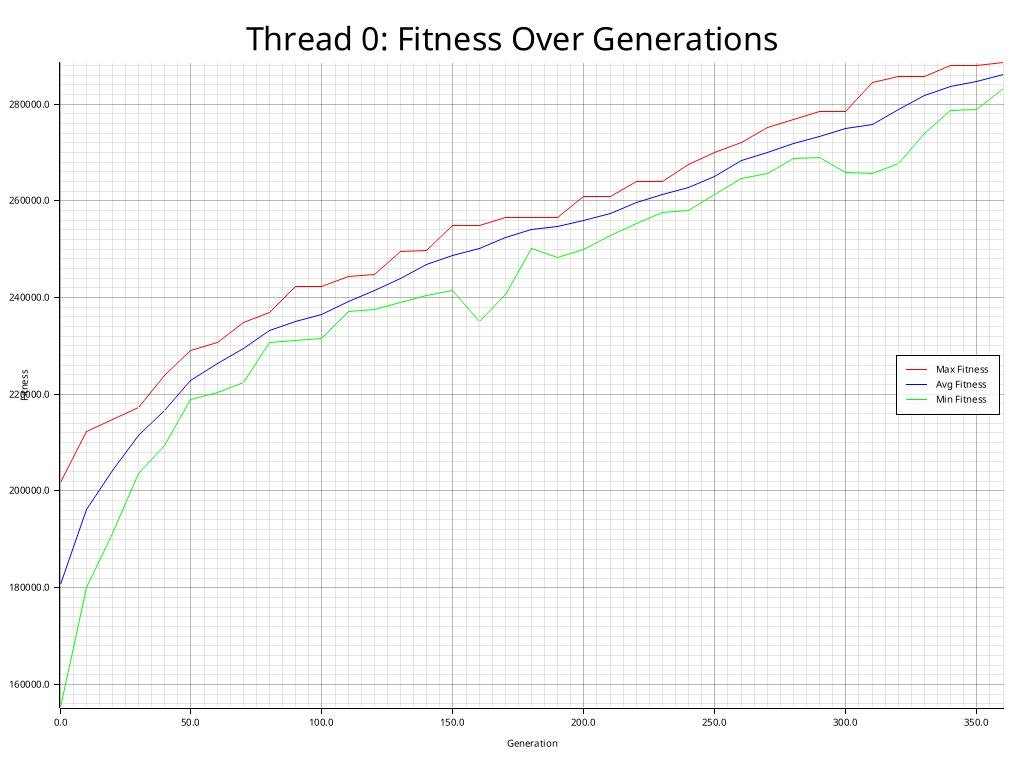 Thread 0: Fitness Over Generations
280000.0
260000.0
240000.0
220000.0
200000.0
180000.0
160000.0
Fitness
Max Fitness
Avg Fitness
Min Fitness
0.0 50.0 100.0 150.0 200.0 250.0 300.0 350.0
Generation